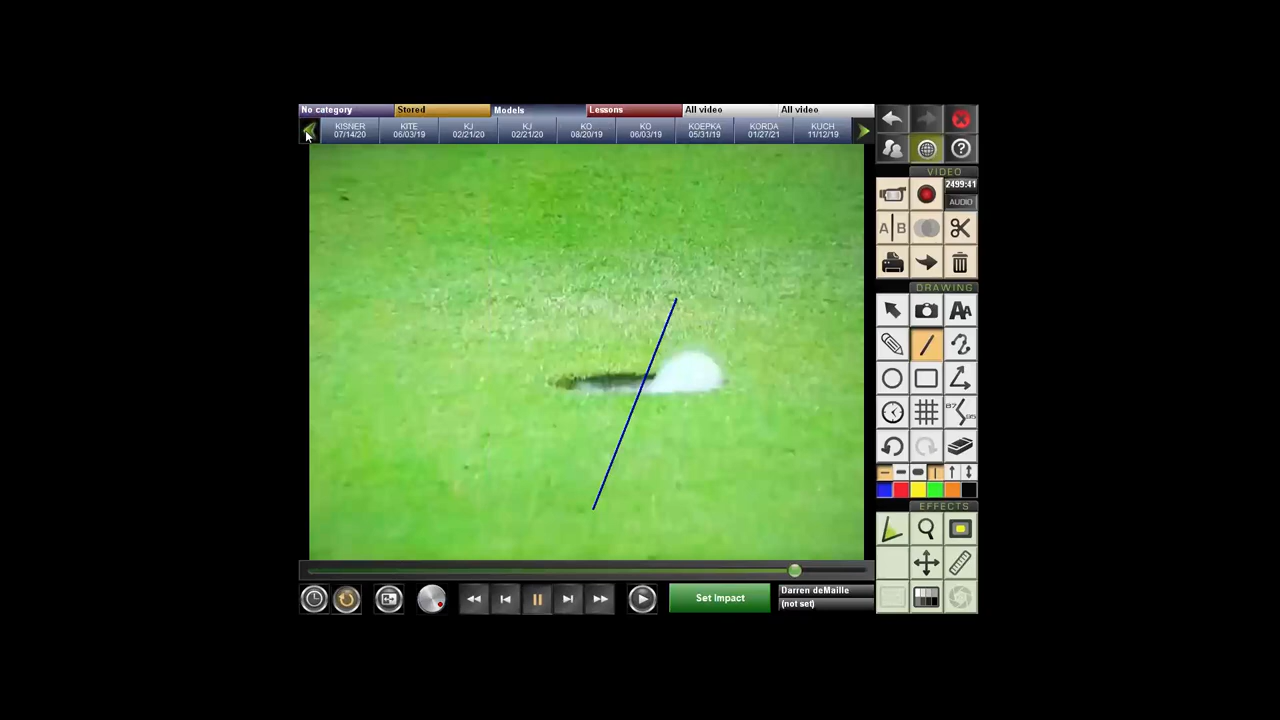 No category Stored Models Lessons All video All video
KISNER KITE KJ KJ KO KO KOEPKA KORDA KUCH
07/14/20 06/03/19 02/21/20 02/21/20 08/20/19 06/03/19 05/31/19 01/27/21 11/12/19
VIDEO
2499:41
AUDIO
A B
DRAWING
AA
EFFECTS
Set Impact
Darren deMaille
(not set)